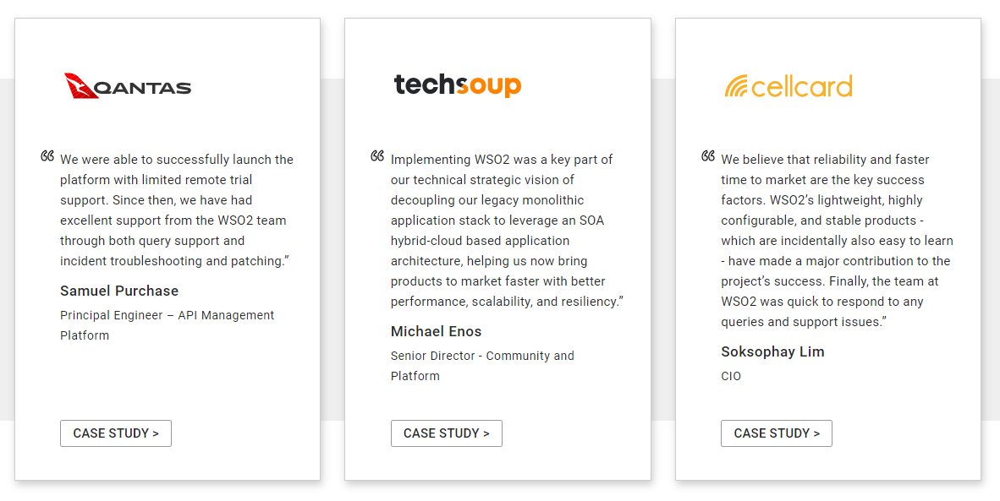 QANTAS
“ We were able to successfully launch the
platform with limited remote trial
support. Since then, we have had
excellent support from the WSO2 team
through both query support and
incident troubleshooting and patching.”
Samuel Purchase
Principal Engineer – API Management
Platform
CASE STUDY >
techsoup
“ Implementing WSO2 was a key part of
our technical strategic vision of
decoupling our legacy monolithic
application stack to leverage an SOA
hybrid-cloud based application
architecture, helping us now bring
products to market faster with better
performance, scalability, and resiliency.”
Michael Enos
Senior Director - Community and
Platform
CASE STUDY >
cellcard
“ We believe that reliability and faster
time to market are the key success
factors. WSO2’s lightweight, highly
configurable, and stable products -
which are incidentally also easy to learn
- have made a major contribution to the
project’s success. Finally, the team at
WSO2 was quick to respond to any
queries and support issues.”
Soksophay Lim
CIO
CASE STUDY >